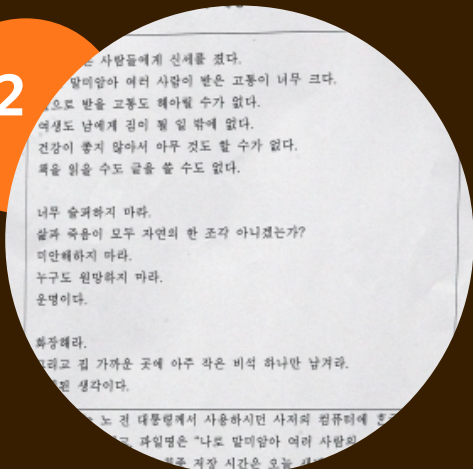 2
사람들에게 신세를 졌다.
말미암아 여러 사람이 받은 고통이 너무 크다.
으로 받을 고통도 헤아릴 수가 없다.
여생도 남에게 짐이 될 일 밖에 없다.
건강이 좋지 않아서 아무 것도 할 수가 없다.
책을 읽을 수도 글을 쓸 수도 없다.
너무 슬퍼하지 마라.
삶과 죽음이 모두 자연의 한 조각 아니겠는가?
미안해하지 마라.
누구도 원망하지 마라.
운명이다.
화장해라.
그리고 집 가까운 곳에 아주 작은 비석 하나만 남겨라.
된 생각이다.
노 전 대통령께서 사용하시던 사저의 컴퓨터에
파일명은 "나로 말미암아 여러 사람의
저장 시간은 오늘